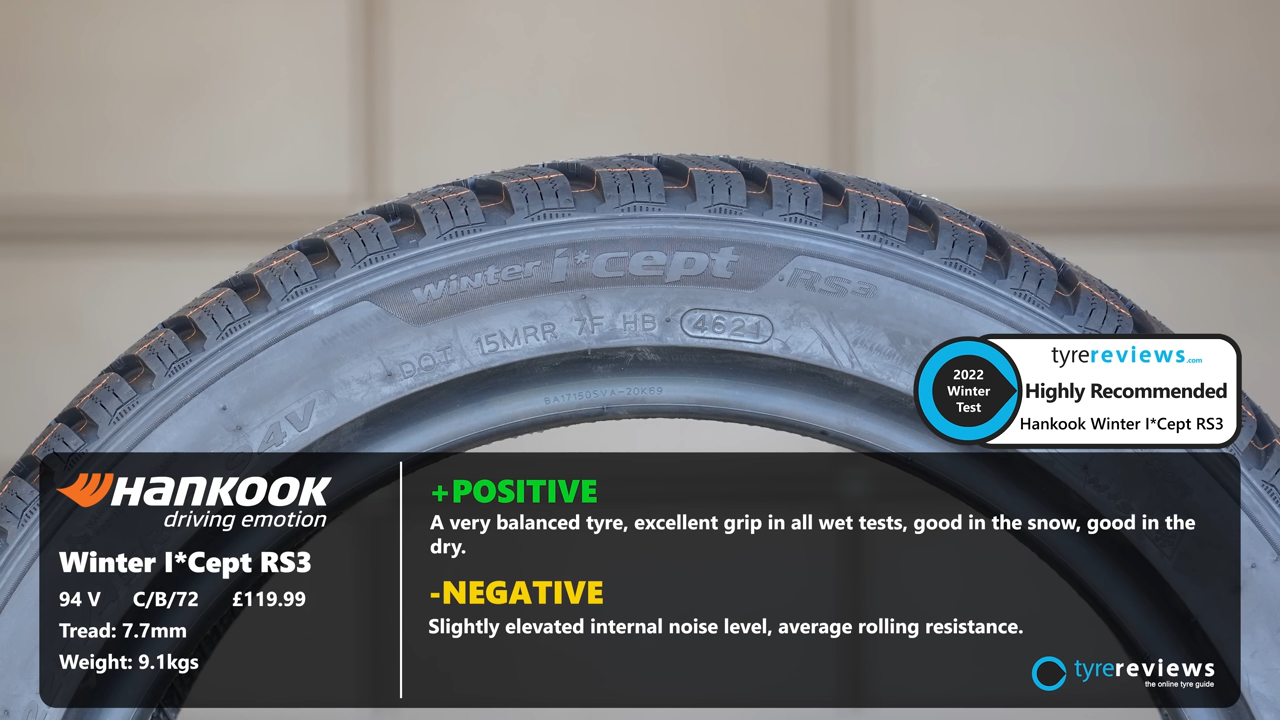 winter i*cept RS3
DOT 15MRR 7F HB 4621
BA171505VA-20K69
94V
tyrereviews.com
2022
Winter
Test
Highly Recommended
Hankook Winter I*Cept RS3
HANKOOK
driving emotion
Winter I*Cept RS3
94 V C/B/72 £119.99
Tread: 7.7mm
Weight: 9.1kgs
+POSITIVE
A very balanced tyre, excellent grip in all wet tests, good in the snow, good in the
dry.
-NEGATIVE
Slightly elevated internal noise level, average rolling resistance.
tyrereviews
the online tyre guide